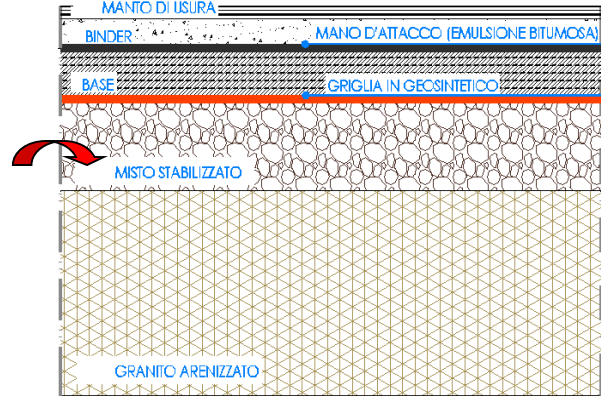 MANTO DI USURA
BINDER
MANO D'ATTACCO (EMULSIONE BITUMOSA)
BASE
GRIGLIA IN GEOSINTETICO
MISTO STABILIZZATO
GRANITO ARENIZZATO